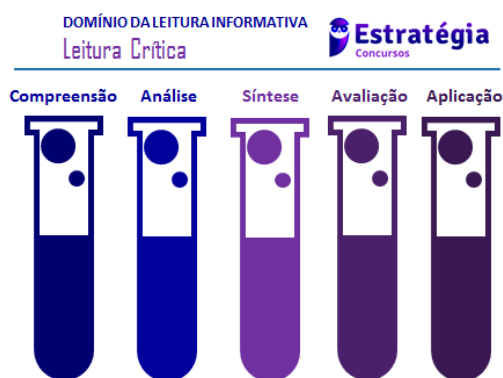 DOMÍNIO DA LEITURA INFORMATIVA
Leitura Crítica
Estratégia
Concursos
Compreensão Análise Síntese Avaliação Aplicação